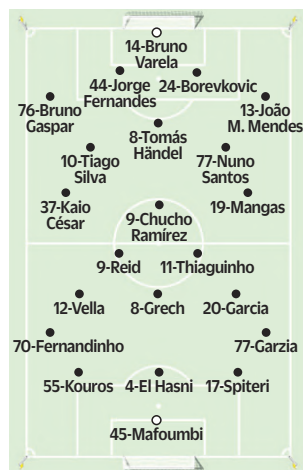 14-Bruno
Varela
44-Jorge
Fernandes
24-Borevkovic
76-Bruno
Gaspar
13-João
M. Mendes
8-Tomás
Händel
10-Tiago
Silva
77-Nuno
Santos
37-Kaio
César
19-Mangas
9-Chucho
Ramírez
9-Reid
11-Thiaguinho
12-Vella
8-Grech
20-Garcia
70-Fernandinho
77-Garzia
55-Kouros
4-El Hasni
17-Spiteri
45-Mafoumbi